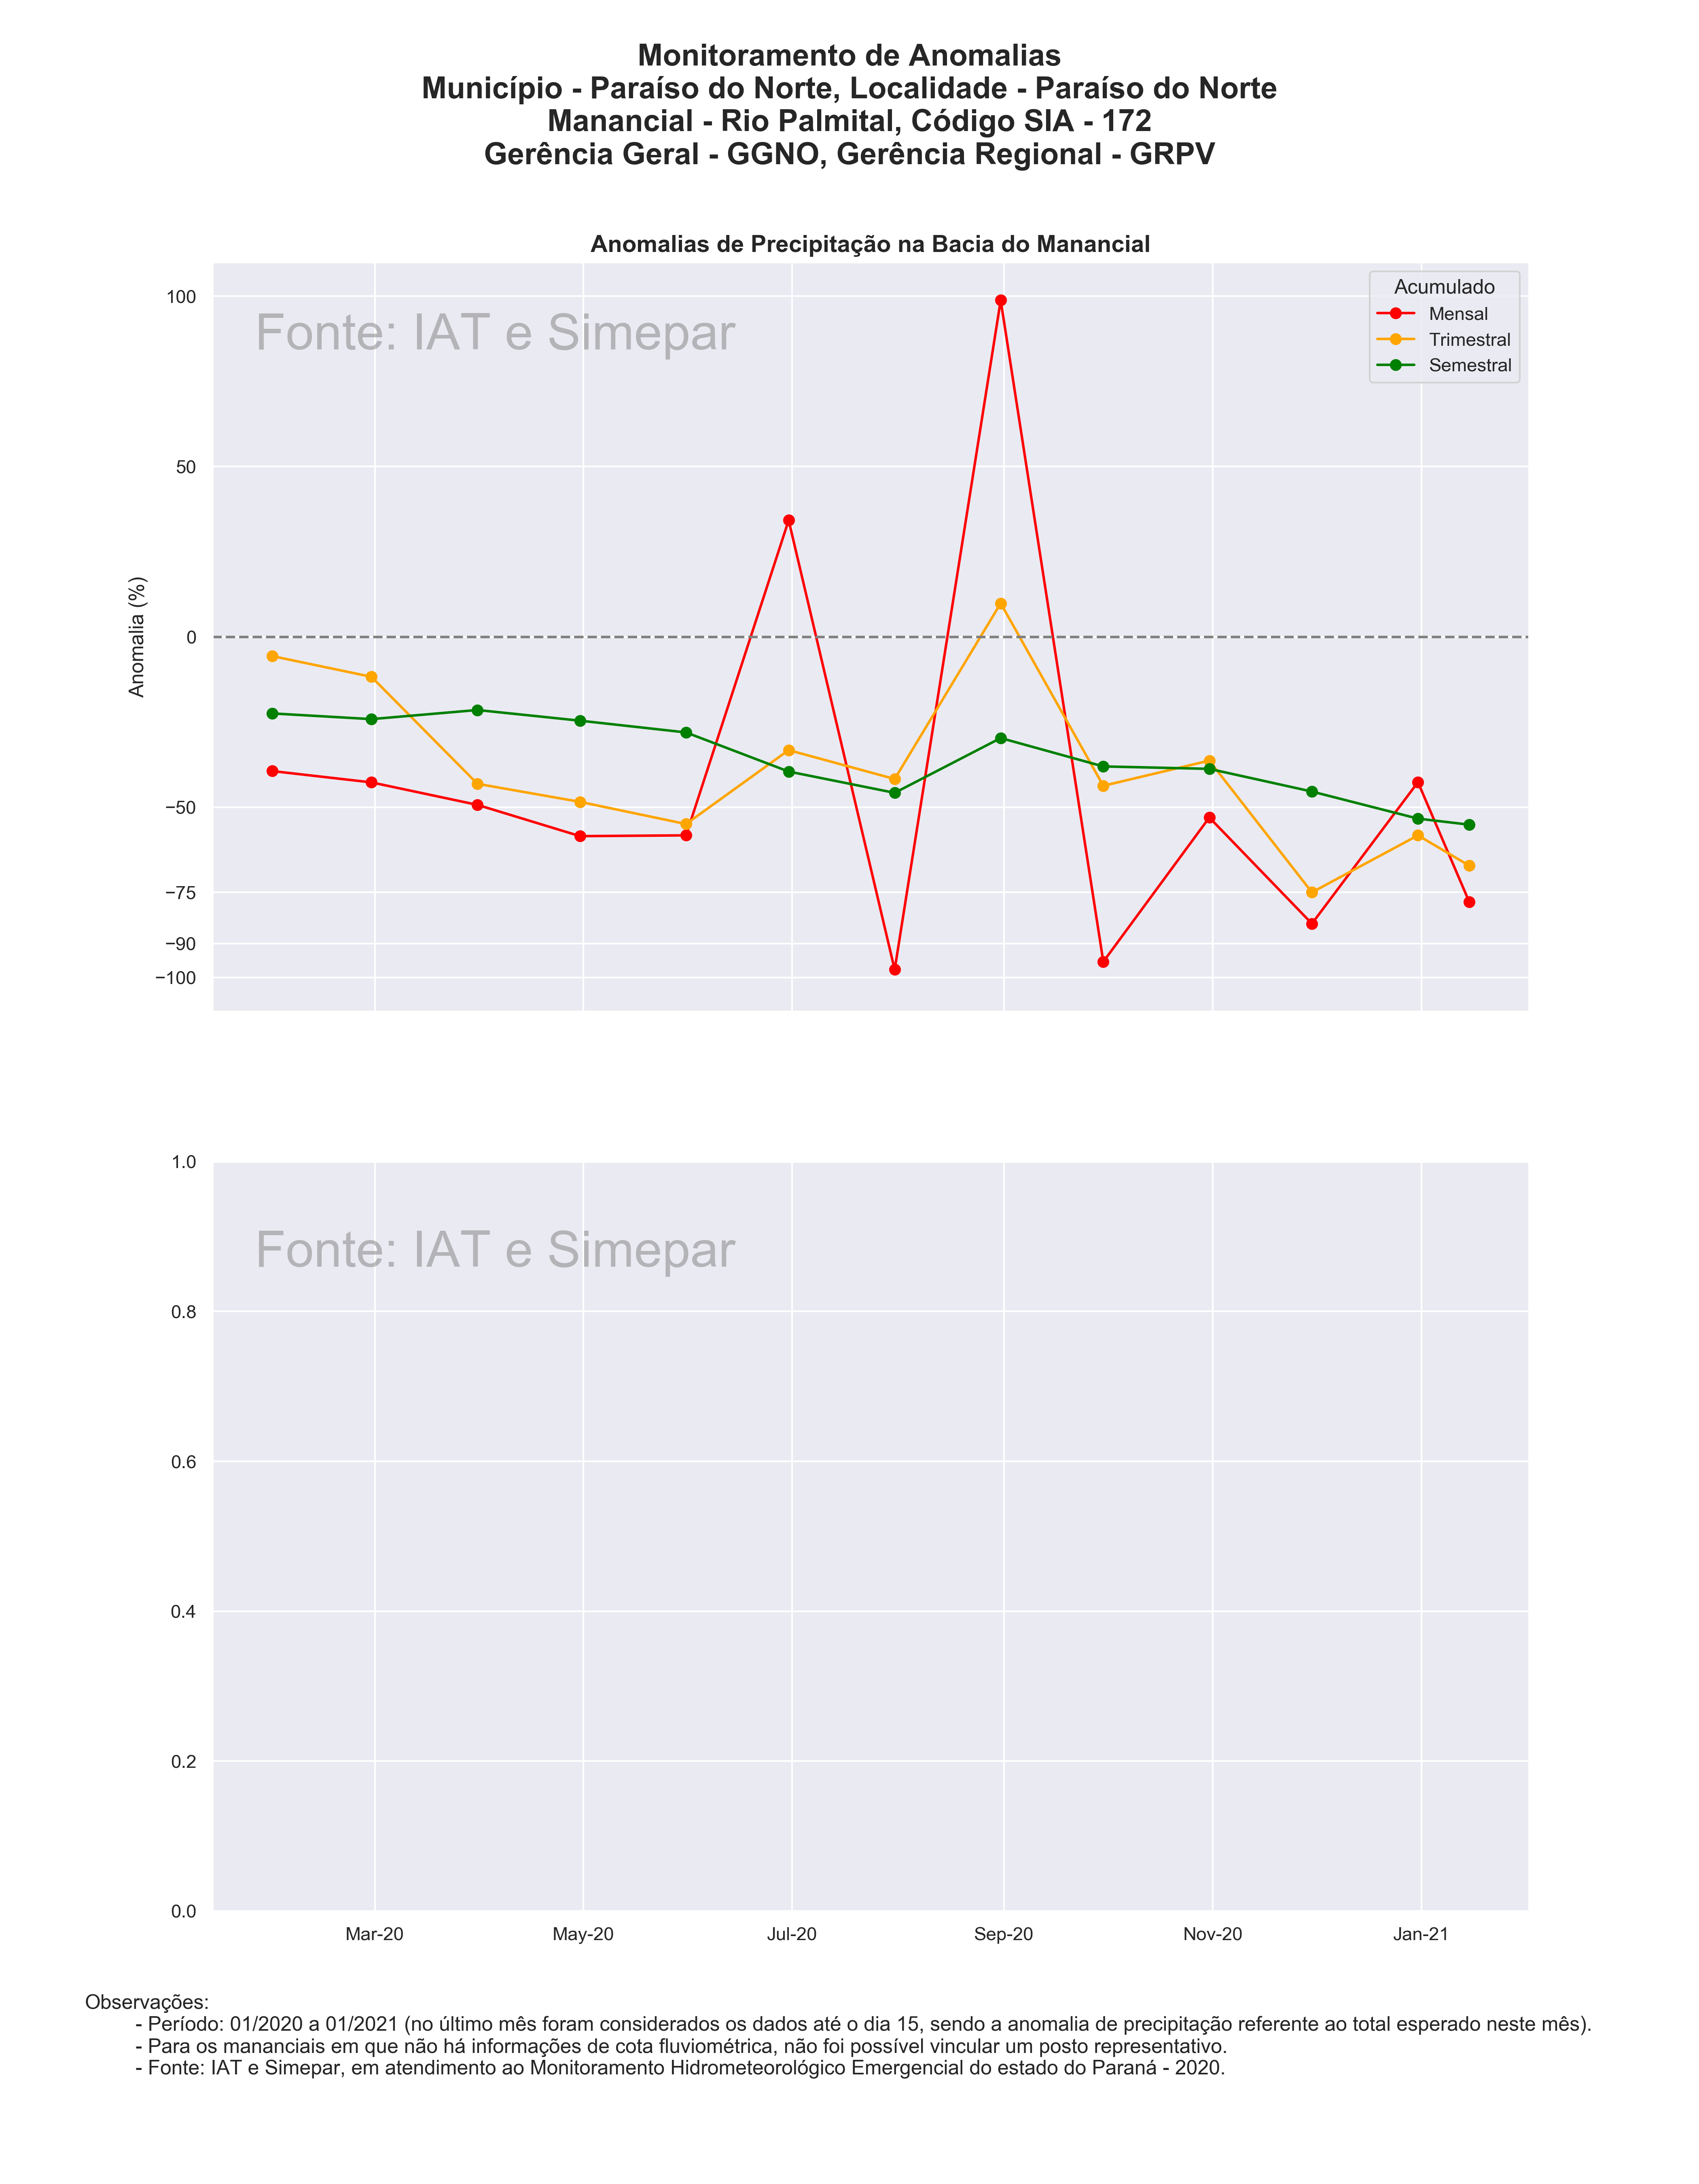 Monitoramento de Anomalias
Município - Paraíso do Norte, Localidade - Paraíso do Norte
Manancial - Rio Palmital, Código SIA - 172
Gerência Geral - GGNO, Gerência Regional - GRPV
Anomalias de Precipitação na Bacia do Manancial
Fonte: IAT e Simepar
Acumulado
Mensal
Trimestral
Semestral
Anomalia (%)
100
50
0
−50
−75
−90
−100
Fonte: IAT e Simepar
1.0
0.8
0.6
0.4
0.2
0.0
Mar-20 May-20 Jul-20 Sep-20 Nov-20 Jan-21
Observações:
- Período: 01/2020 a 01/2021 (no último mês foram considerados os dados até o dia 15, sendo a anomalia de precipitação referente ao total esperado neste mês).
- Para os mananciais em que não há informações de cota fluviométrica, não foi possível vincular um posto representativo.
- Fonte: IAT e Simepar, em atendimento ao Monitoramento Hidrometeorológico Emergencial do estado do Paraná - 2020.